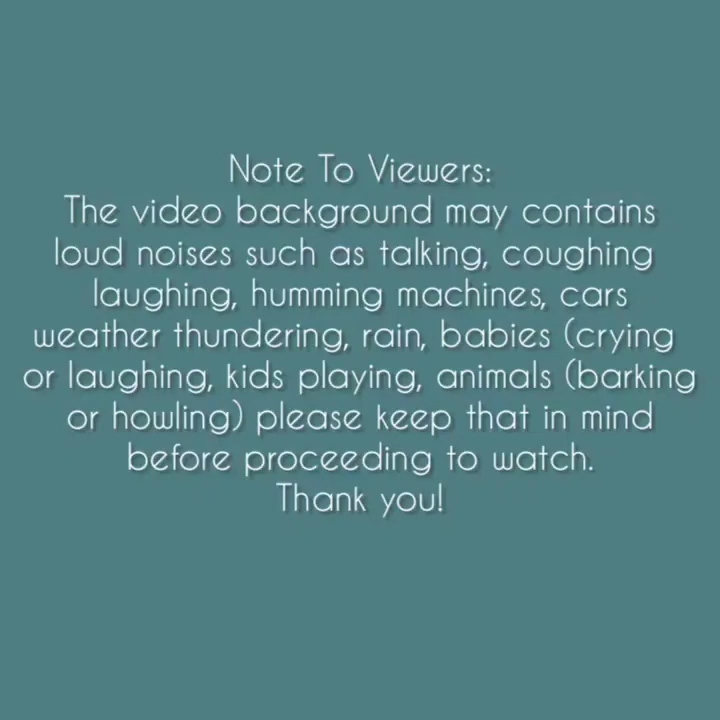 Note To Viewers:
The video background may contains
loud noises such as talking, coughing
laughing, humming machines, cars
weather thundering, rain, babies (crying
or laughing, kids playing, animals (barking
or howling) please keep that in mind
before proceeding to watch.
Thank you!